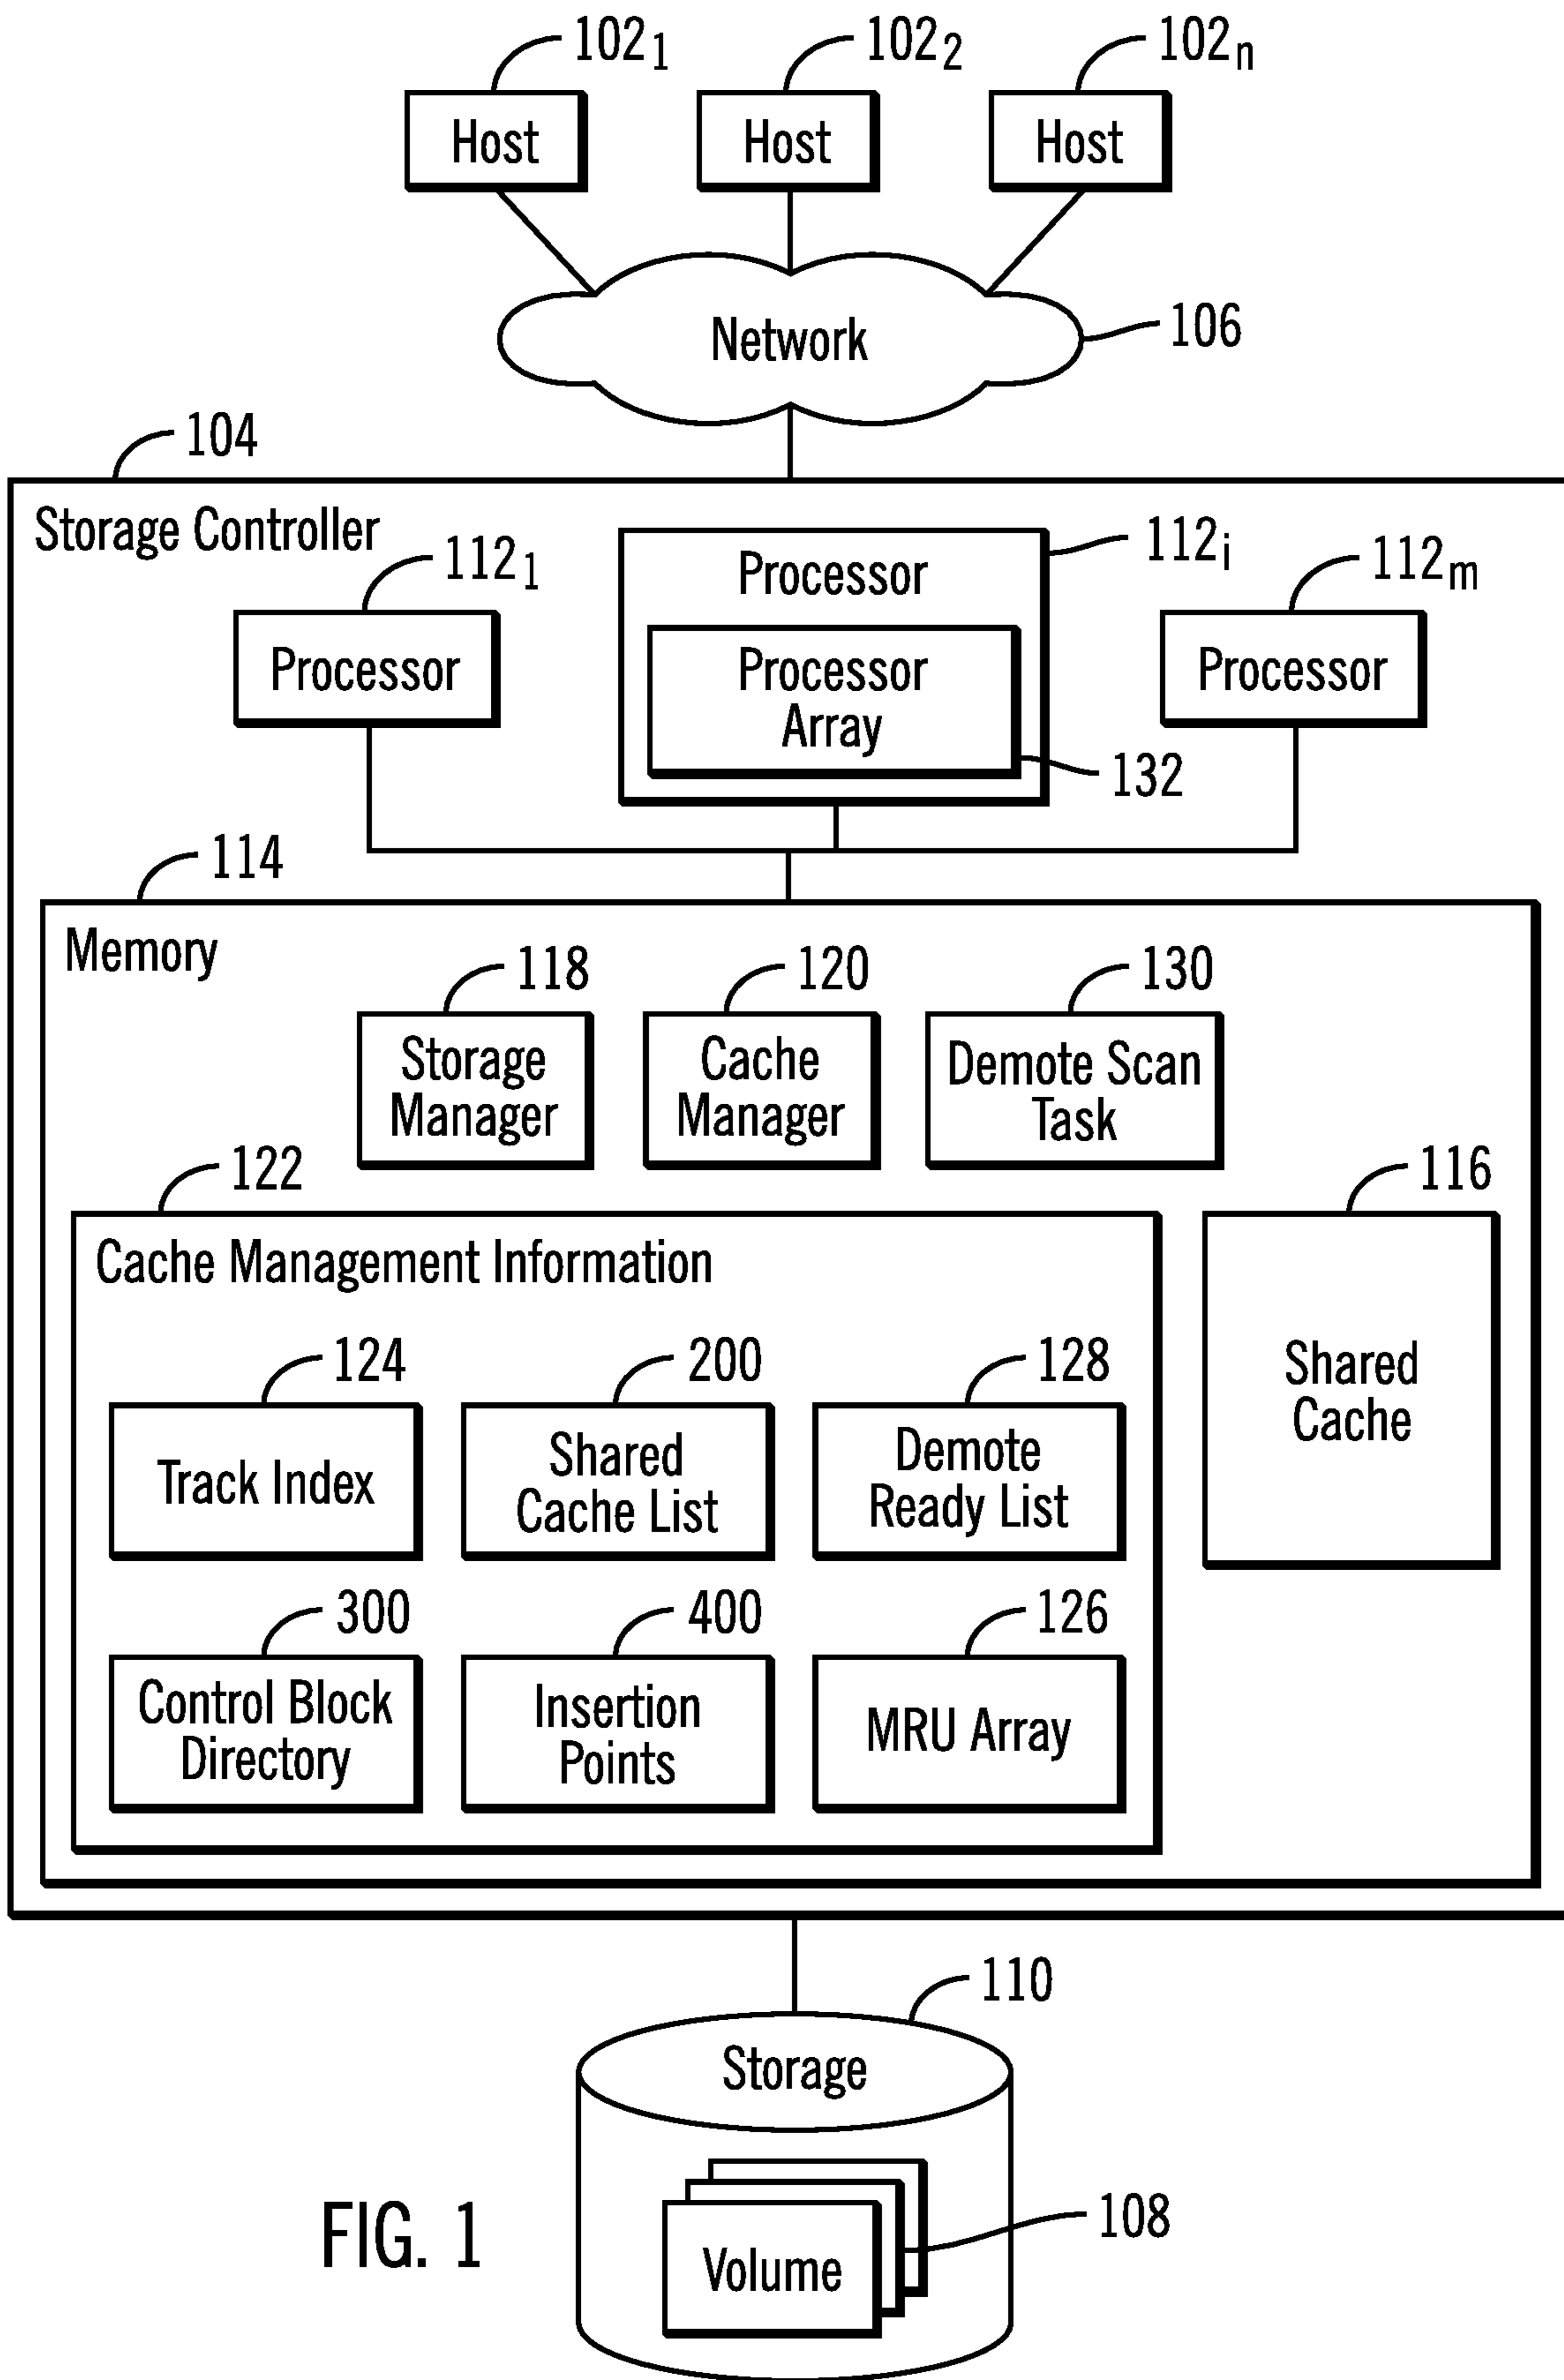 102₁
102₂
102ₙ
Host
Host
Host
Network
106
104
Storage Controller
112₁
Processor
112ᵢ
Processor
Processor
Array
132
112ₘ
Processor
114
Memory
118
Storage
Manager
120
Cache
Manager
130
Demote Scan
Task
122
Cache Management Information
116
Shared
Cache
124
Track Index
200
Shared
Cache List
128
Demote
Ready List
300
Control Block
Directory
400
Insertion
Points
126
MRU Array
110
Storage
108
Volume
FIG. 1